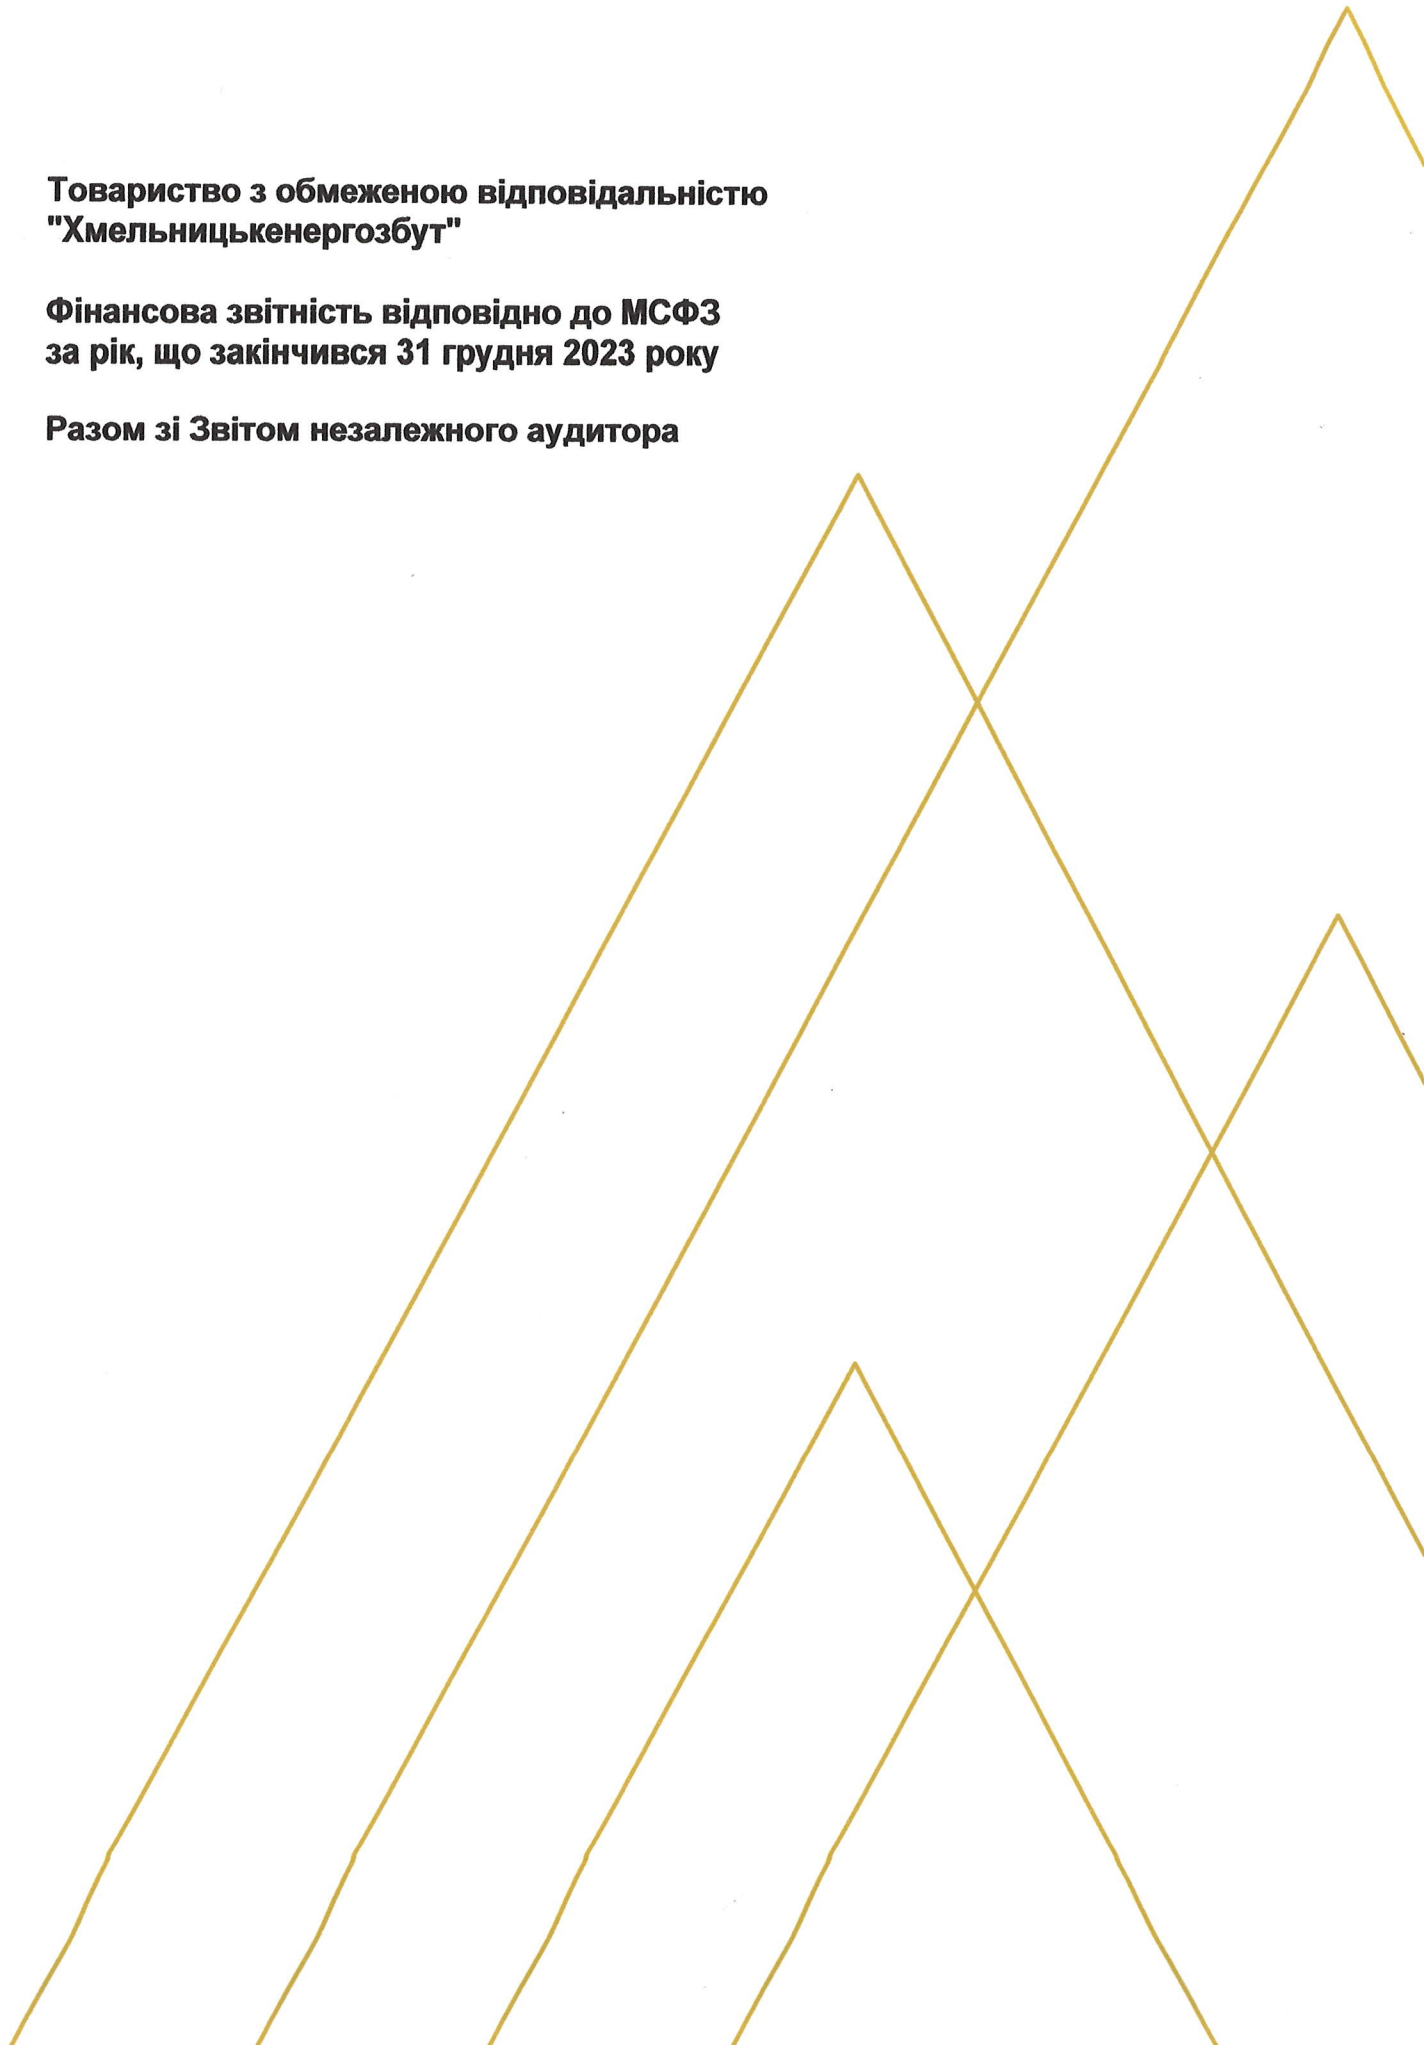 Товариство з обмеженою відповідальністю
"Хмельницькенергозбут"
Фінансова звітність відповідно до МСФЗ
за рік, що закінчився 31 грудня 2023 року
Разом зі Звітом незалежного аудитора